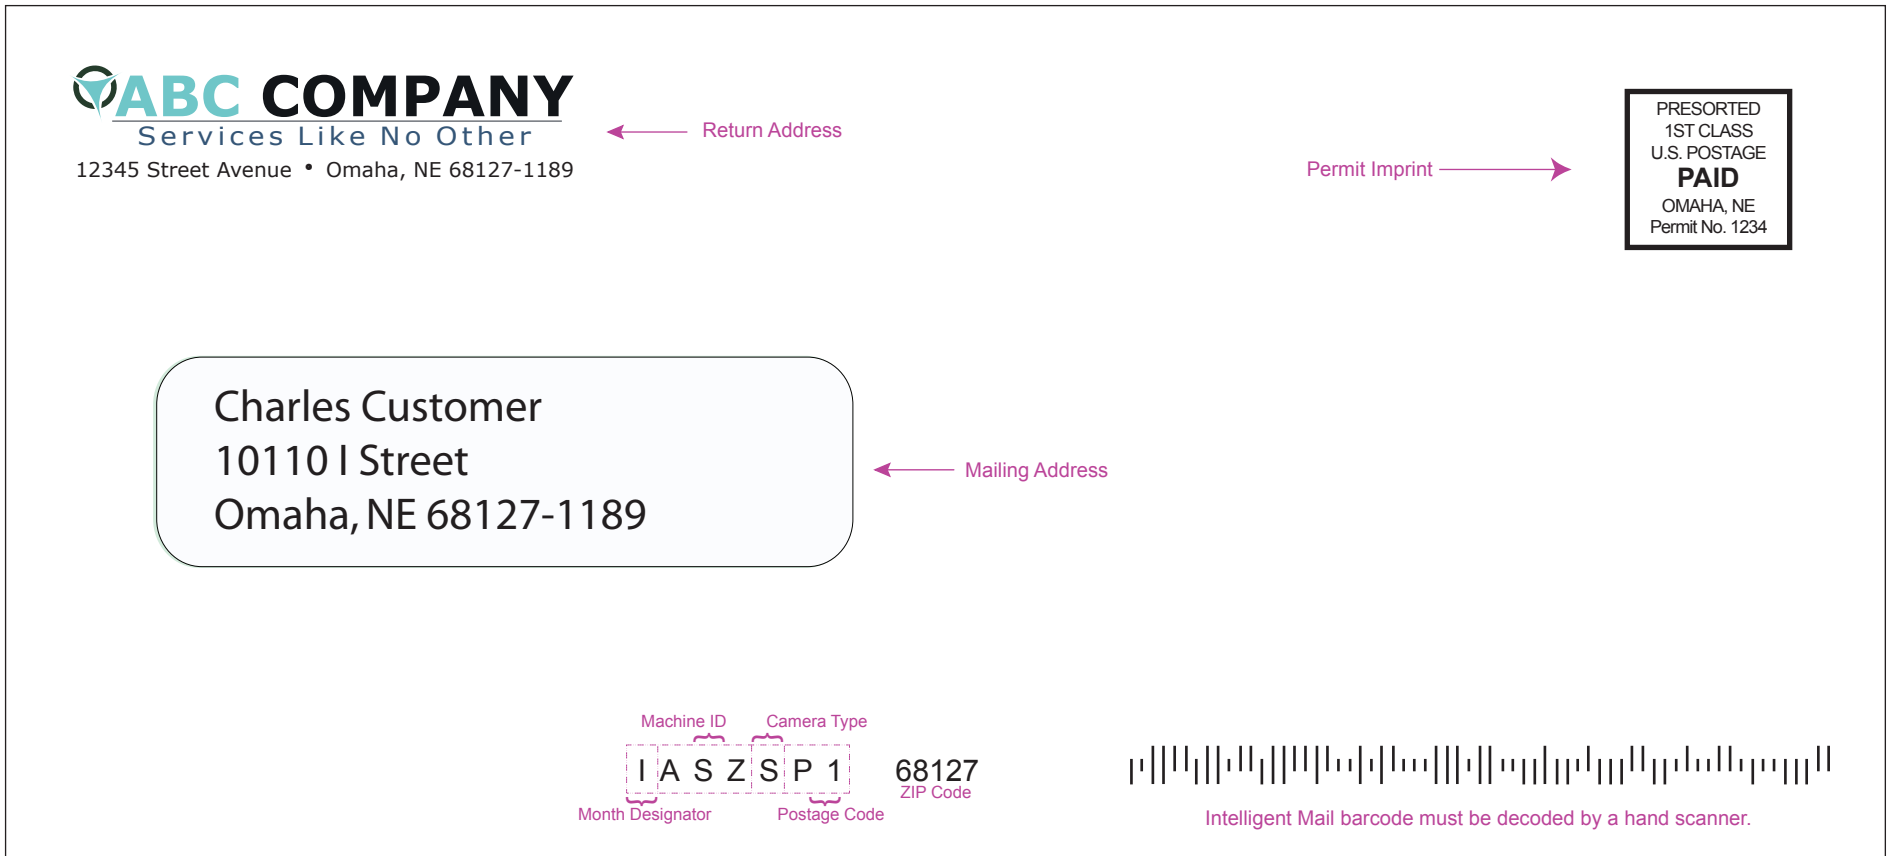 ABC COMPANY
Services Like No Other
12345 Street Avenue • Omaha, NE 68127-1189
Return Address
Permit Imprint
PRESORTED
1ST CLASS
U.S. POSTAGE
PAID
OMAHA, NE
Permit No. 1234
Charles Customer
10110 I Street
Omaha, NE 68127-1189
Mailing Address
Machine ID
Camera Type
I A S Z S P 1
68127
ZIP Code
Month Designator
Postage Code
Intelligent Mail barcode must be decoded by a hand scanner.